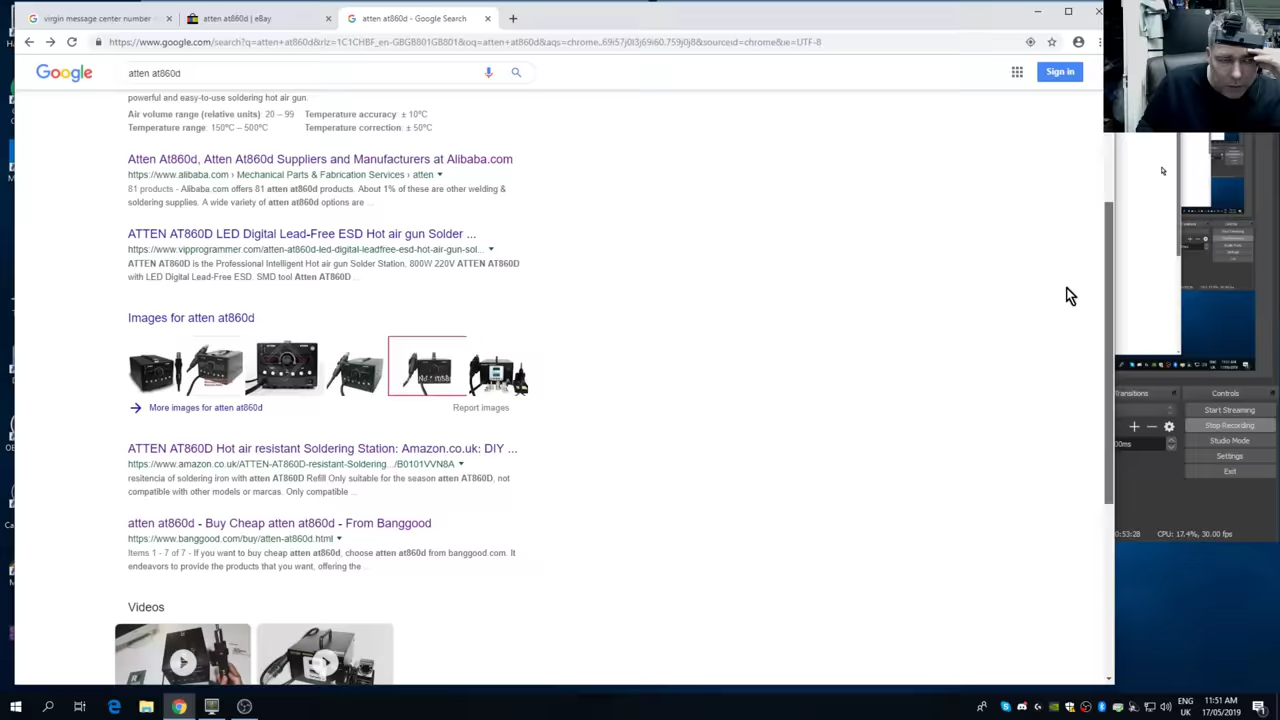 virgin message center number
atten at860d | eBay
atten at860d - Google Search
https://www.google.com/search?q=atten+at860d&rlz=1C1CHBF_en-GBGB801GB801&oq=atten+at860d&aqs=chrome..69i57j0l3j69i60.759j0j8&sourceid=chrome&ie=UTF-8
Google
atten at860d
Sign in
powerful and easy-to-use soldering hot air gun.
Air volume range (relative units) 20 – 99 Temperature accuracy ± 10°C
Temperature range: 150°C – 500°C Temperature correction: ± 50°C
Atten At860d, Atten At860d Suppliers and Manufacturers at Alibaba.com
https://www.alibaba.com › Mechanical Parts & Fabrication Services › atten
81 products - Alibaba.com offers 81 atten at860d products. About 1% of these are other welding &
soldering supplies. A wide variety of atten at860d options are ...
ATTEN AT860D LED Digital Lead-Free ESD Hot air gun Solder ...
https://www.vipprogrammer.com/atten-at860d-led-digital-leadfree-esd-hot-air-gun-sol...
ATTEN AT860D is the Professional Intelligent Hot air gun Solder Station, 800W 220V ATTEN AT860D
with LED Digital Lead-Free ESD. SMD tool Atten AT860D ...
Images for atten at860d
More images for atten at860d
Report images
ATTEN AT860D Hot air resistant Soldering Station: Amazon.co.uk: DIY ...
https://www.amazon.co.uk/ATTEN-AT860D-resistant-Soldering.../B0101VVN8A
resitencia of soldering iron with atten AT860D Refill Only suitable for the season atten AT860D, not
compatible with other models or marcas. Only compatible ...
atten at860d - Buy Cheap atten at860d - From Banggood
https://www.banggood.com/buy/atten-at860d.html
Items 1 - 7 of 7 - If you want to buy cheap atten at860d, choose atten at860d from banggood.com. It
endeavors to provide the products that you want, offering the ...
Videos
Controls
Start Streaming
Stop Recording
Studio Mode
Settings
Exit
0:53:28 CPU: 17.4%, 30.00 fps
ENG
UK
11:51 AM
17/05/2019